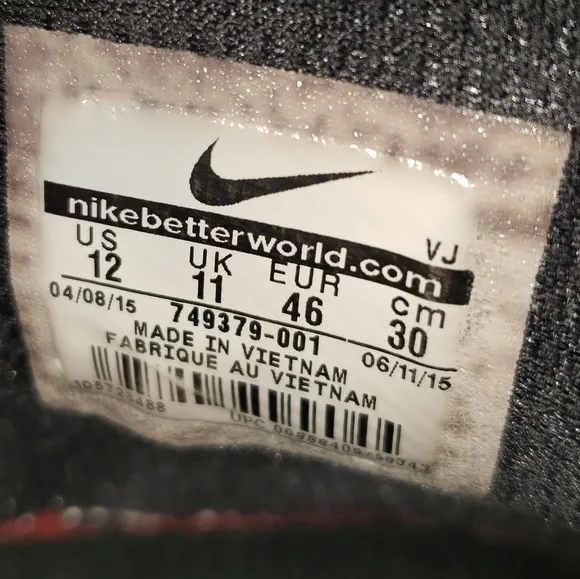 nikebetterworld.com
VJ
US UK EUR cm
12 11 46 30
04/08/15 749379-001 06/11/15
MADE IN VIETNAM
FABRIQUE AU VIETNAM
UPC